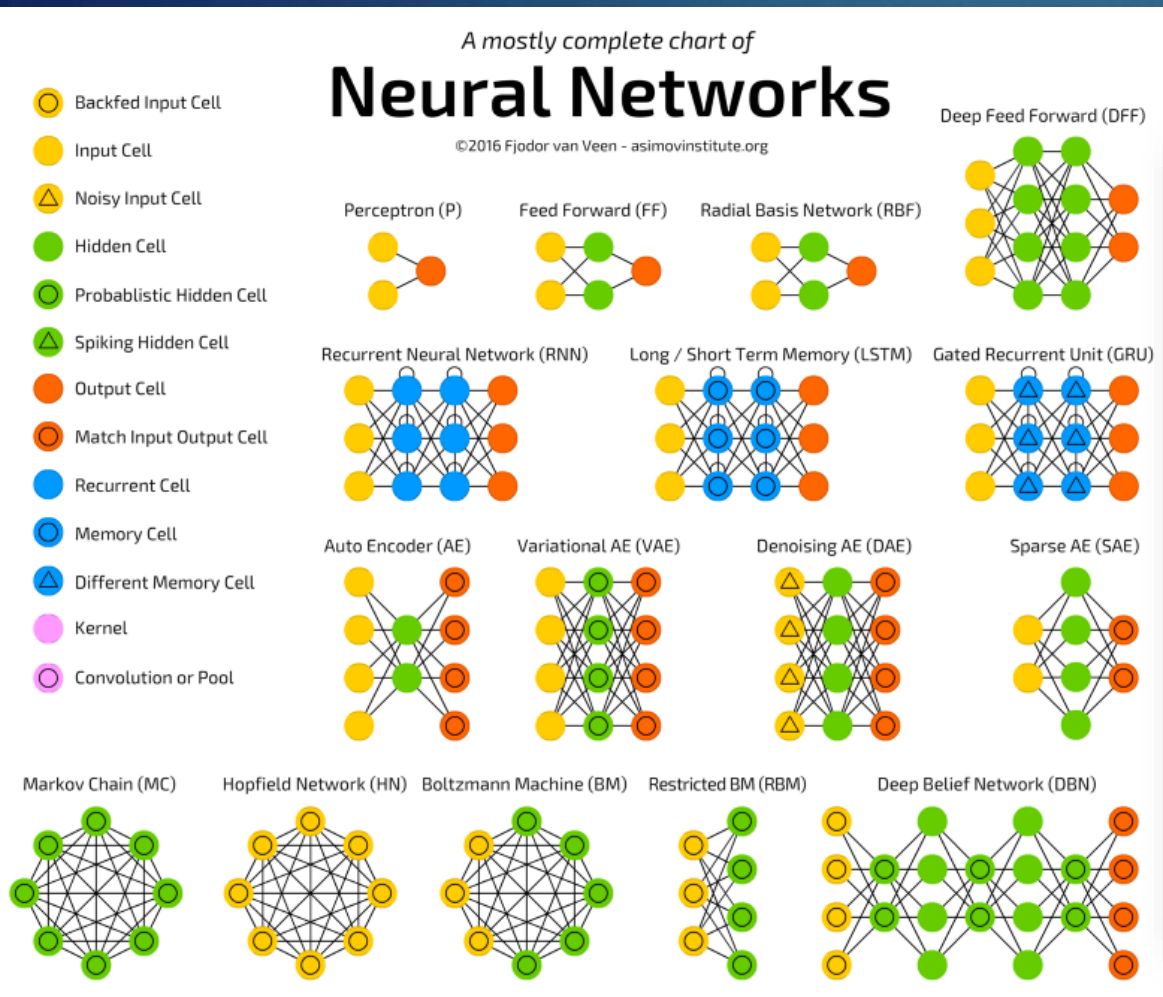 A mostly complete chart of
Neural Networks
©2016 Fjodor van Veen - asimovinstitute.org
Backfed Input Cell
Input Cell
Noisy Input Cell
Hidden Cell
Probablistic Hidden Cell
Spiking Hidden Cell
Output Cell
Match Input Output Cell
Recurrent Cell
Memory Cell
Different Memory Cell
Kernel
Convolution or Pool
Deep Feed Forward (DFF)
Perceptron (P)
Feed Forward (FF)
Radial Basis Network (RBF)
Recurrent Neural Network (RNN)
Long / Short Term Memory (LSTM)
Gated Recurrent Unit (GRU)
Auto Encoder (AE)
Variational AE (VAE)
Denoising AE (DAE)
Sparse AE (SAE)
Markov Chain (MC)
Hopfield Network (HN)
Boltzmann Machine (BM)
Restricted BM (RBM)
Deep Belief Network (DBN)